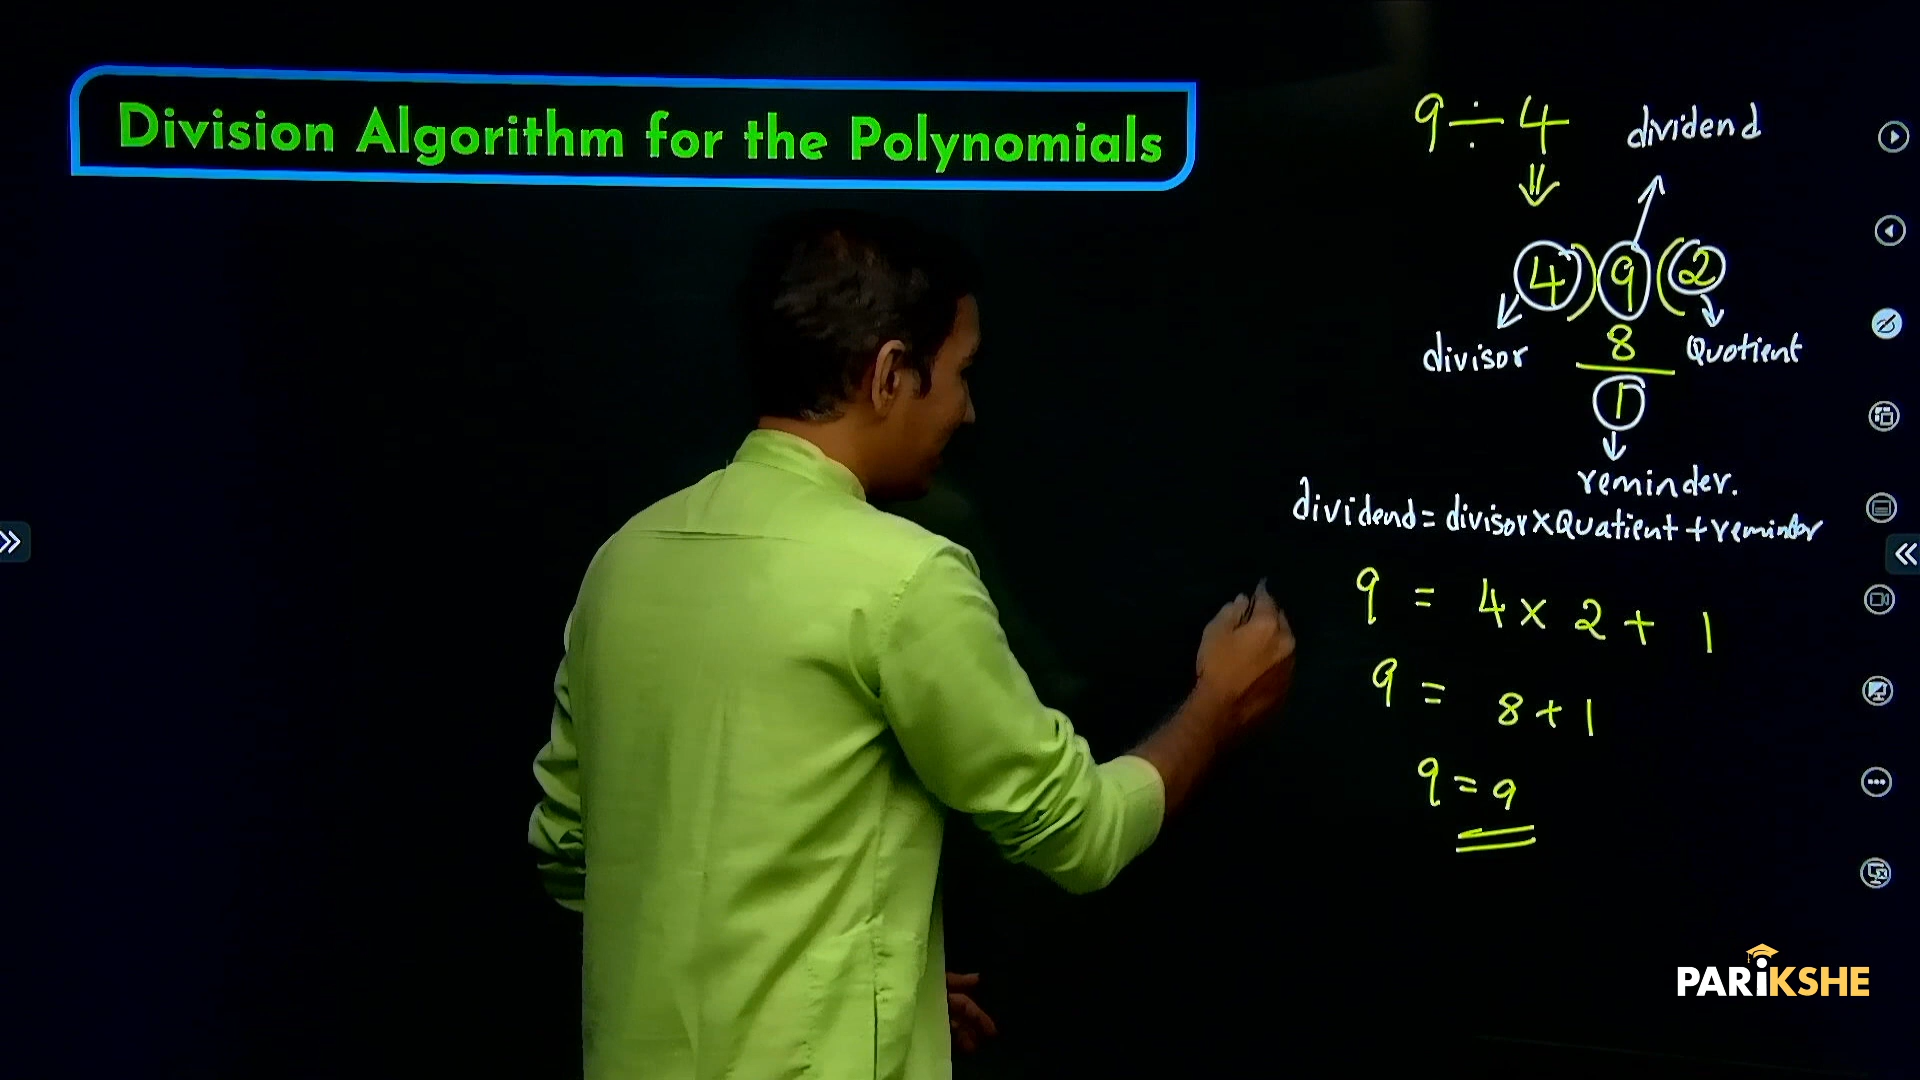 Division Algorithm for the Polynomials
9 ÷ 4
dividend
4 ) 9 ( 2
divisor
8
Quotient
1
reminder.
dividend = divisor × Quatient + reminder
9 = 4 × 2 + 1
9 = 8 + 1
9 = 9
PARiKSHE